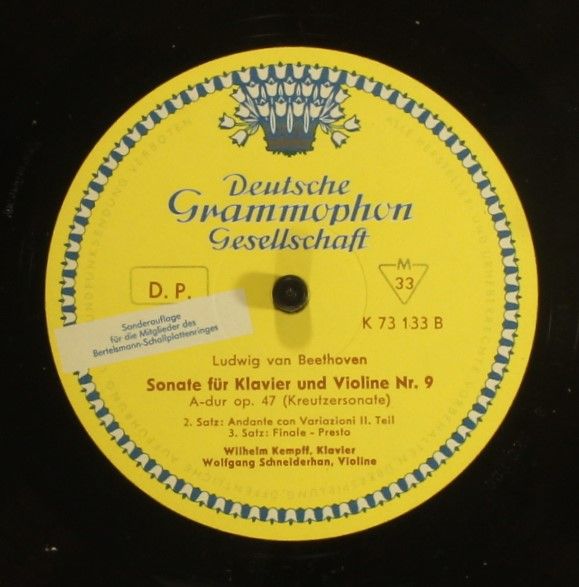 Deutsche
Grammophon
Gesellschaft
D. P.
M
33
K 73 133 B
Sonderauflage
für die Mitglieder des
Bertelsmann-Schallplattenringes
Ludwig van Beethoven
Sonate für Klavier und Violine Nr. 9
A-dur op. 47 (Kreutzersonate)
2. Satz: Andante con Variazioni II. Teil
3. Satz: Finale - Presto
Wilhelm Kempff, Klavier
Wolfgang Schneiderhan, Violine